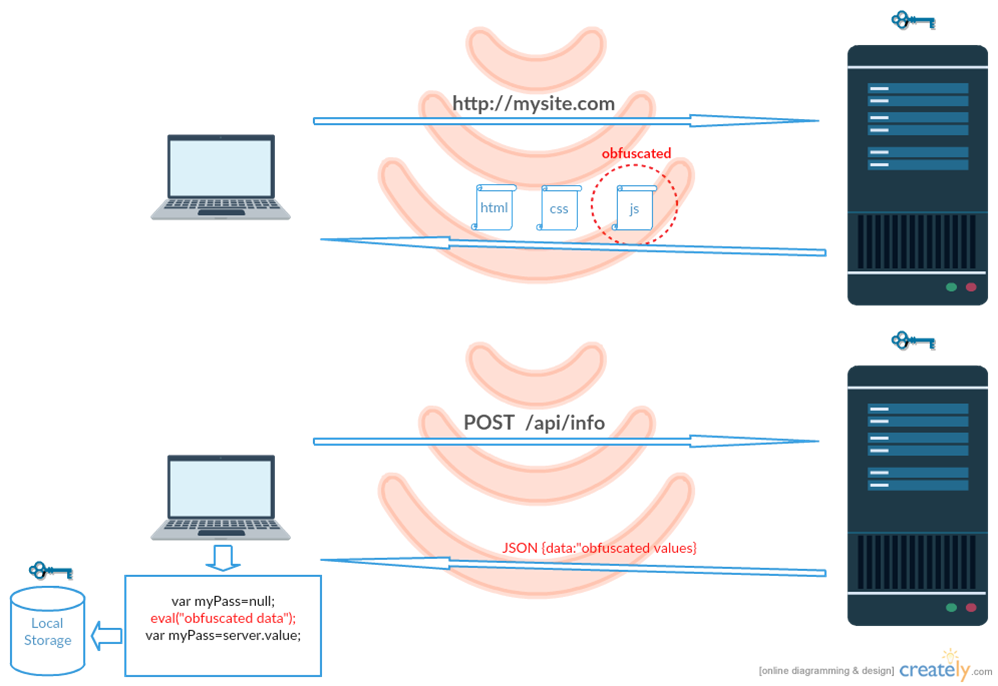 http://mysite.com
obfuscated
html
css
js
POST /api/info
JSON {data:"obfuscated values}
var myPass=null;
eval("obfuscated data");
var myPass=server.value;
Local
Storage
[online diagramming & design] creately.com